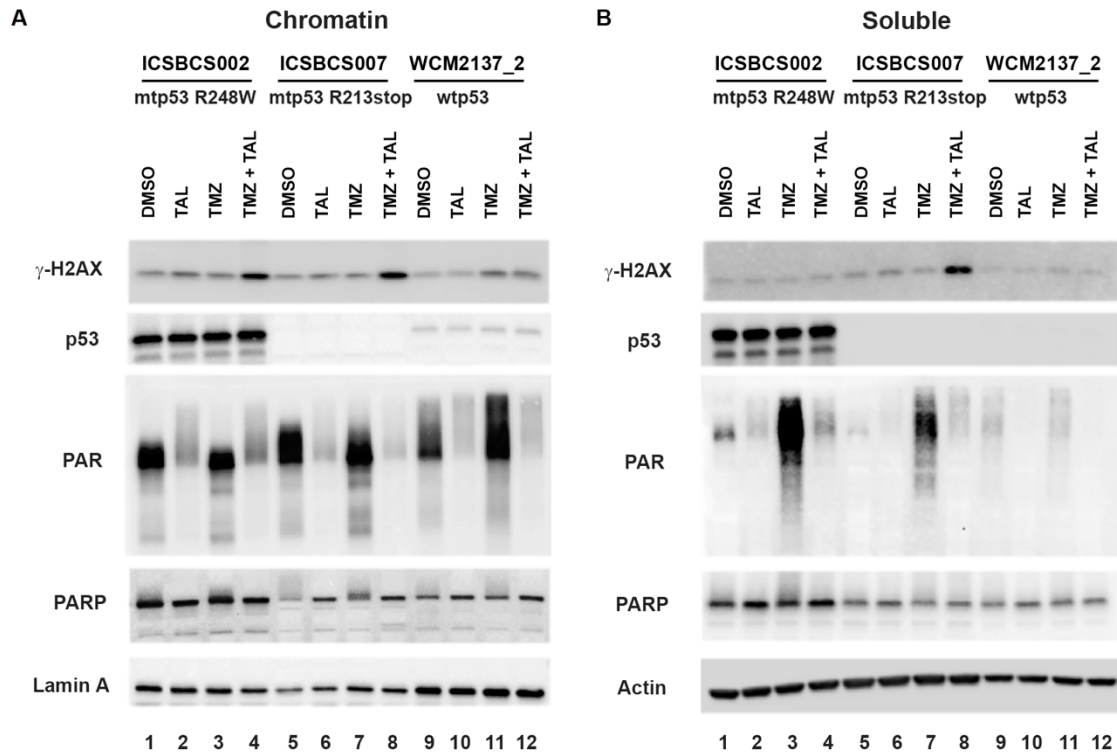 A
Chromatin
ICSBCS002 ICSBCS007 WCM2137_2
mtp53 R248W mtp53 R213stop wtp53
DMSO TAL TMZ TMZ + TAL DMSO TAL TMZ TMZ + TAL DMSO TAL TMZ TMZ + TAL
γ-H2AX
p53
PAR
PARP
Lamin A
1 2 3 4 5 6 7 8 9 10 11 12
B
Soluble
ICSBCS002 ICSBCS007 WCM2137_2
mtp53 R248W mtp53 R213stop wtp53
DMSO TAL TMZ TMZ + TAL DMSO TAL TMZ TMZ + TAL DMSO TAL TMZ TMZ + TAL
γ-H2AX
p53
PAR
PARP
Actin
1 2 3 4 5 6 7 8 9 10 11 12